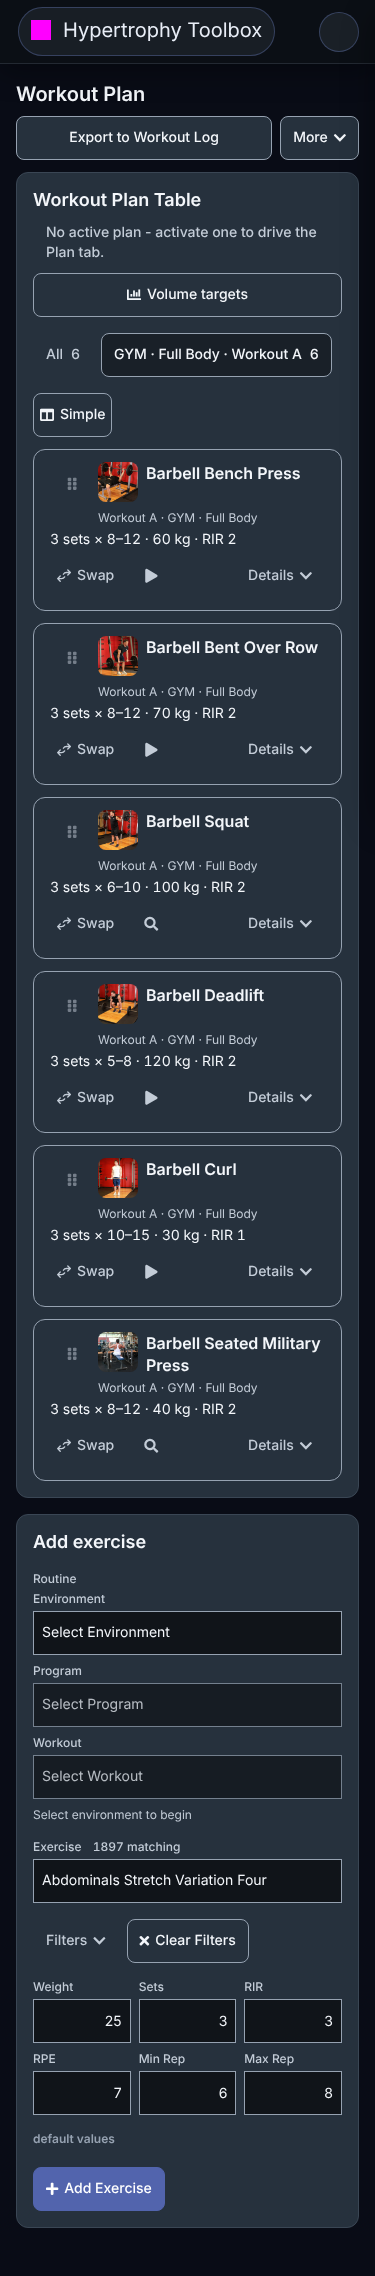 Hypertrophy Toolbox
Workout Plan
Export to Workout Log
More
Workout Plan Table
No active plan - activate one to drive the
Plan tab.
Volume targets
All 6
GYM · Full Body · Workout A 6
Simple
Barbell Bench Press
Workout A · GYM · Full Body
3 sets × 8–12 · 60 kg · RIR 2
Swap
Details
Barbell Bent Over Row
Workout A · GYM · Full Body
3 sets × 8–12 · 70 kg · RIR 2
Swap
Details
Barbell Squat
Workout A · GYM · Full Body
3 sets × 6–10 · 100 kg · RIR 2
Swap
Details
Barbell Deadlift
Workout A · GYM · Full Body
3 sets × 5–8 · 120 kg · RIR 2
Swap
Details
Barbell Curl
Workout A · GYM · Full Body
3 sets × 10–15 · 30 kg · RIR 1
Swap
Details
Barbell Seated Military
Press
Workout A · GYM · Full Body
3 sets × 8–12 · 40 kg · RIR 2
Swap
Details
Add exercise
Routine
Environment
Select Environment
Program
Select Program
Workout
Select Workout
Select environment to begin
Exercise 1897 matching
Abdominals Stretch Variation Four
Filters
Clear Filters
Weight Sets RIR
25 3 3
RPE Min Rep Max Rep
7 6 8
default values
Add Exercise